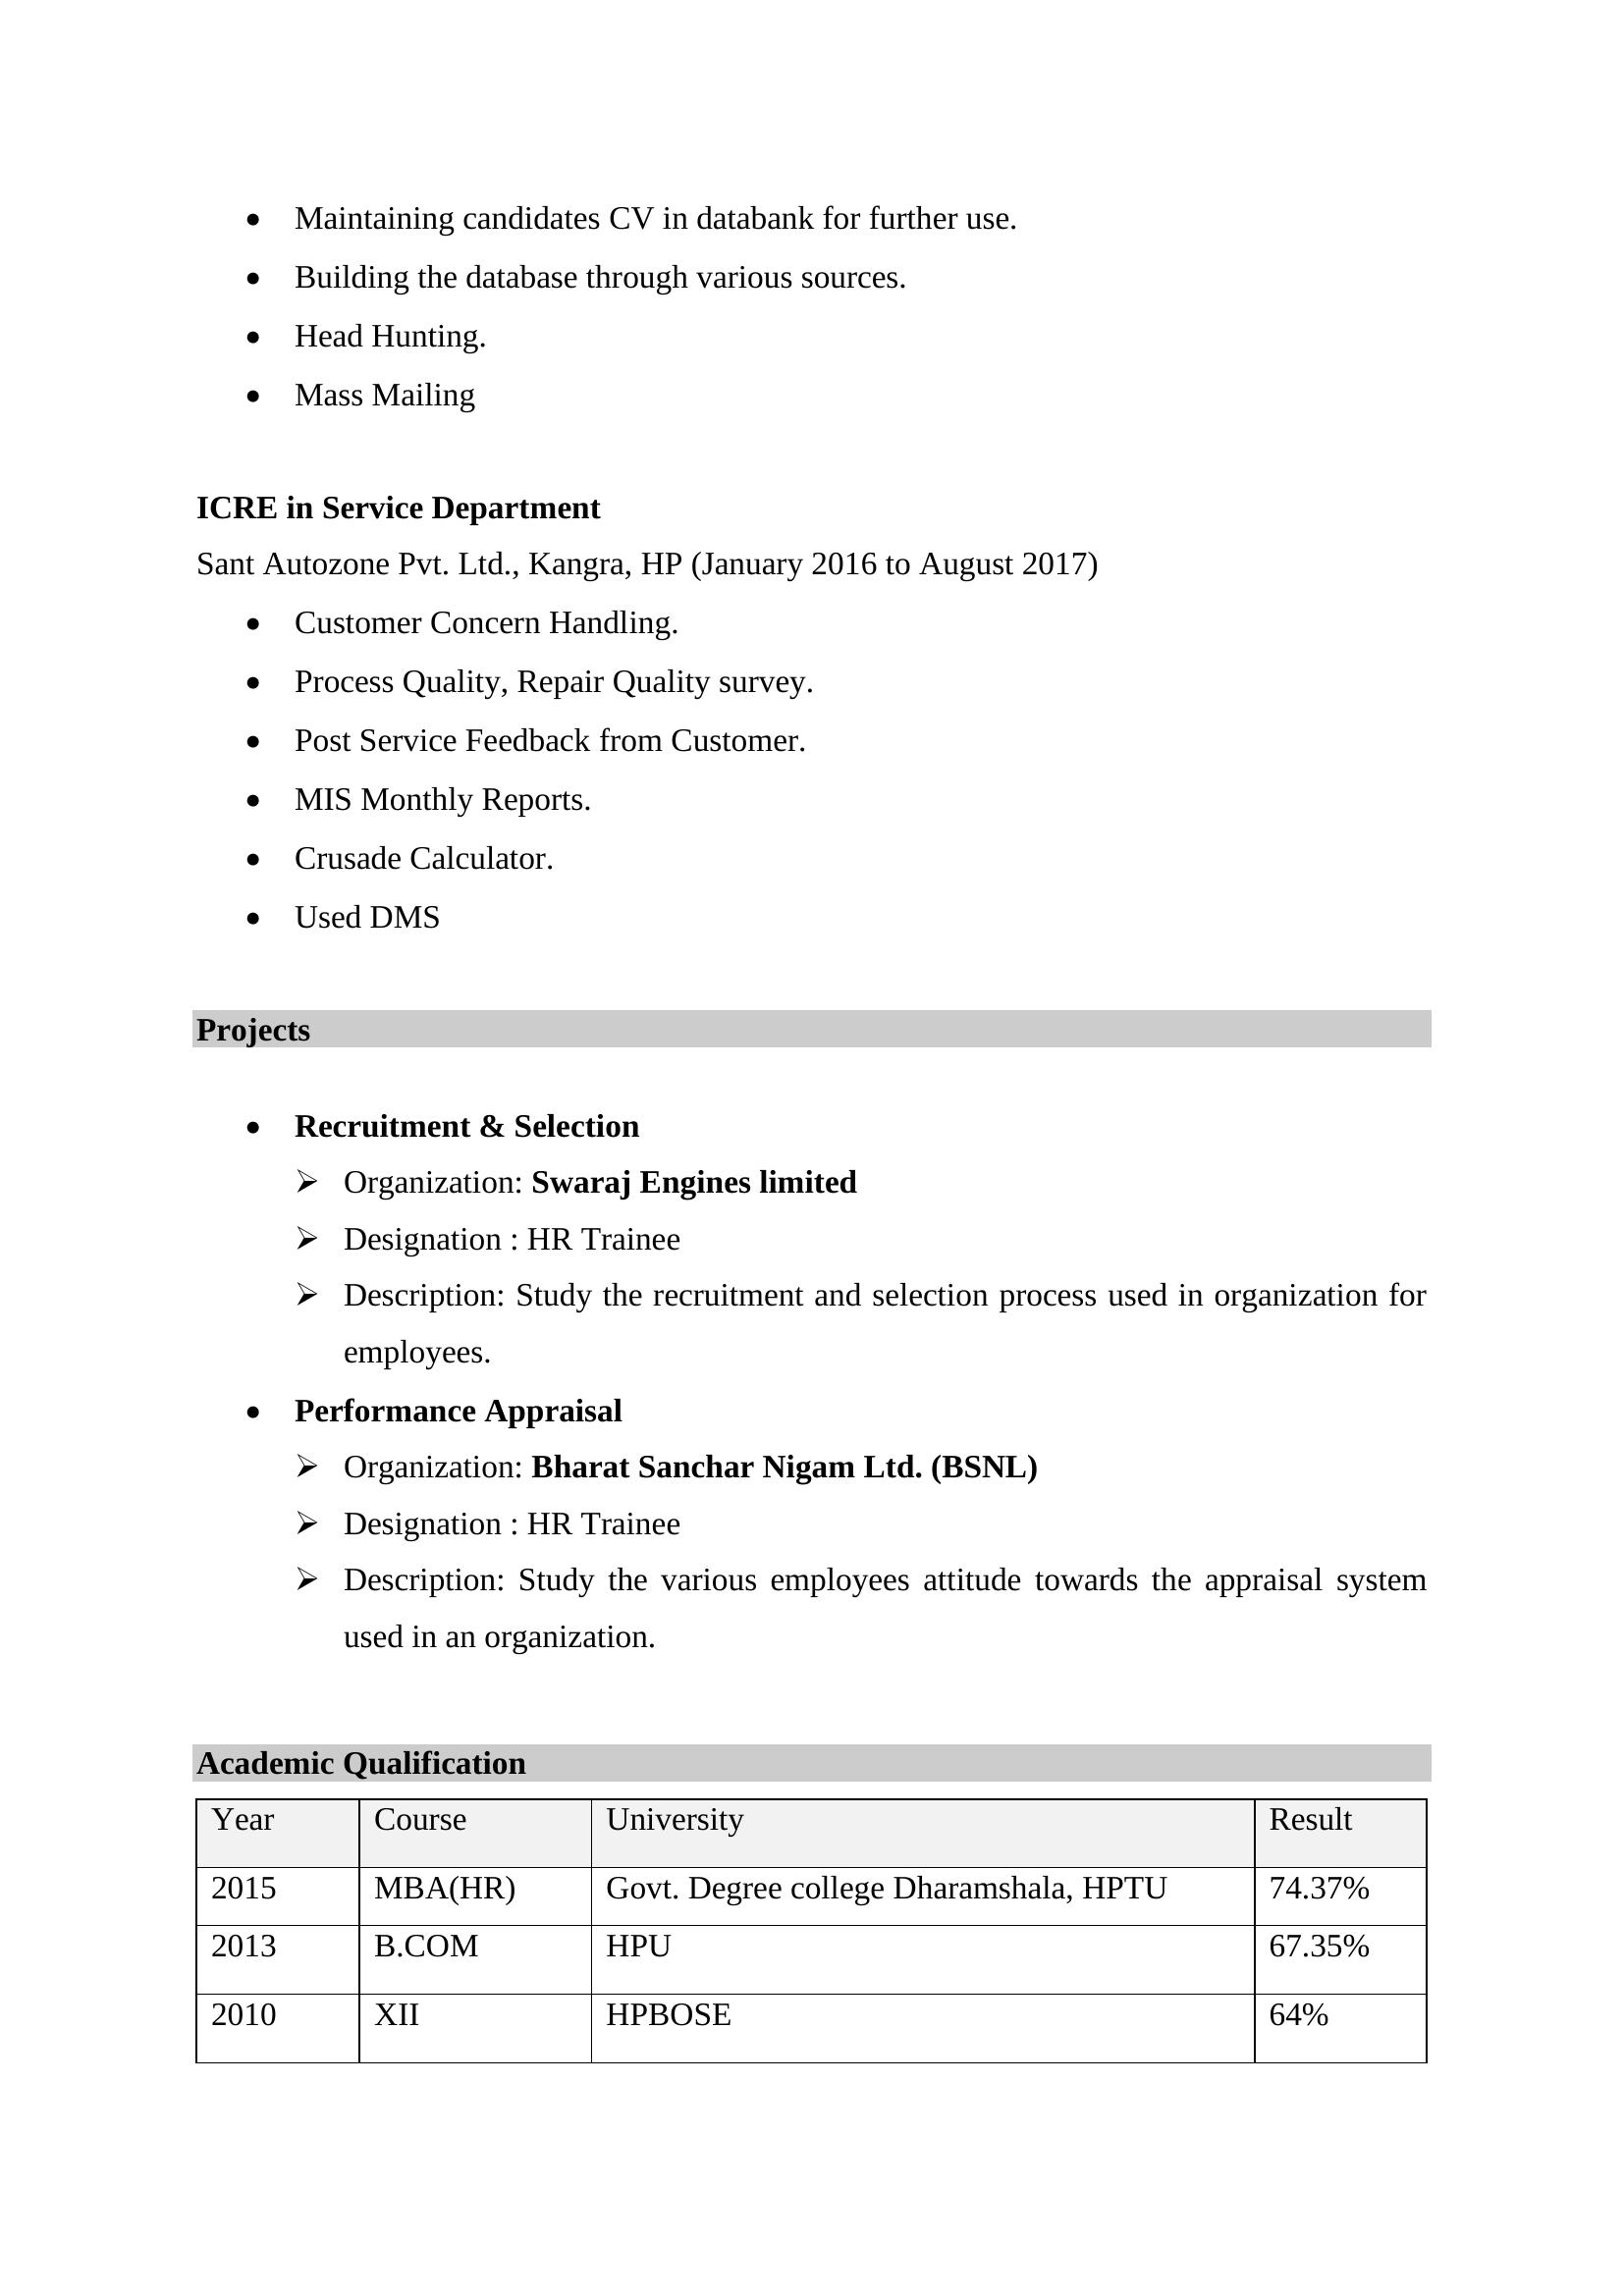 • Maintaining candidates CV in databank for further use.
• Building the database through various sources.
• Head Hunting.
• Mass Mailing
ICRE in Service Department
Sant Autozone Pvt. Ltd., Kangra, HP (January 2016 to August 2017)
• Customer Concern Handling.
• Process Quality, Repair Quality survey.
• Post Service Feedback from Customer.
• MIS Monthly Reports.
• Crusade Calculator.
• Used DMS
Projects
• Recruitment & Selection
➢ Organization: Swaraj Engines limited
➢ Designation : HR Trainee
➢ Description: Study the recruitment and selection process used in organization for
employees.
• Performance Appraisal
➢ Organization: Bharat Sanchar Nigam Ltd. (BSNL)
➢ Designation : HR Trainee
➢ Description: Study the various employees attitude towards the appraisal system
used in an organization.
Academic Qualification
Year Course University Result
2015 MBA(HR) Govt. Degree college Dharamshala, HPTU 74.37%
2013 B.COM HPU 67.35%
2010 XII HPBOSE 64%